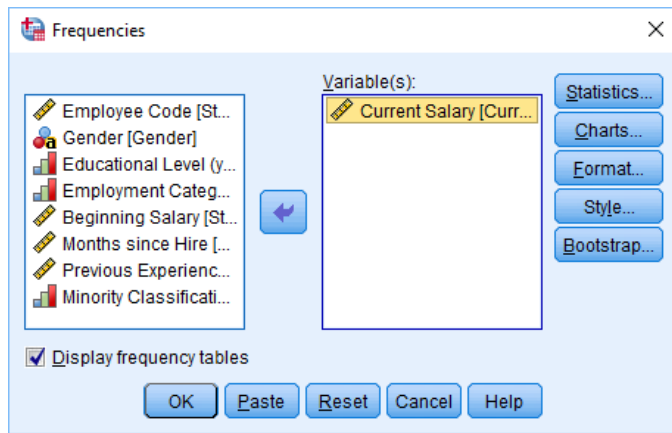 Frequencies
Variable(s):
Employee Code [St...
Gender [Gender]
Educational Level (y...
Employment Categ...
Beginning Salary [St...
Months since Hire [...
Previous Experienc...
Minority Classificati...
Current Salary [Curr...
Statistics...
Charts...
Format...
Style...
Bootstrap...
Display frequency tables
OK Paste Reset Cancel Help